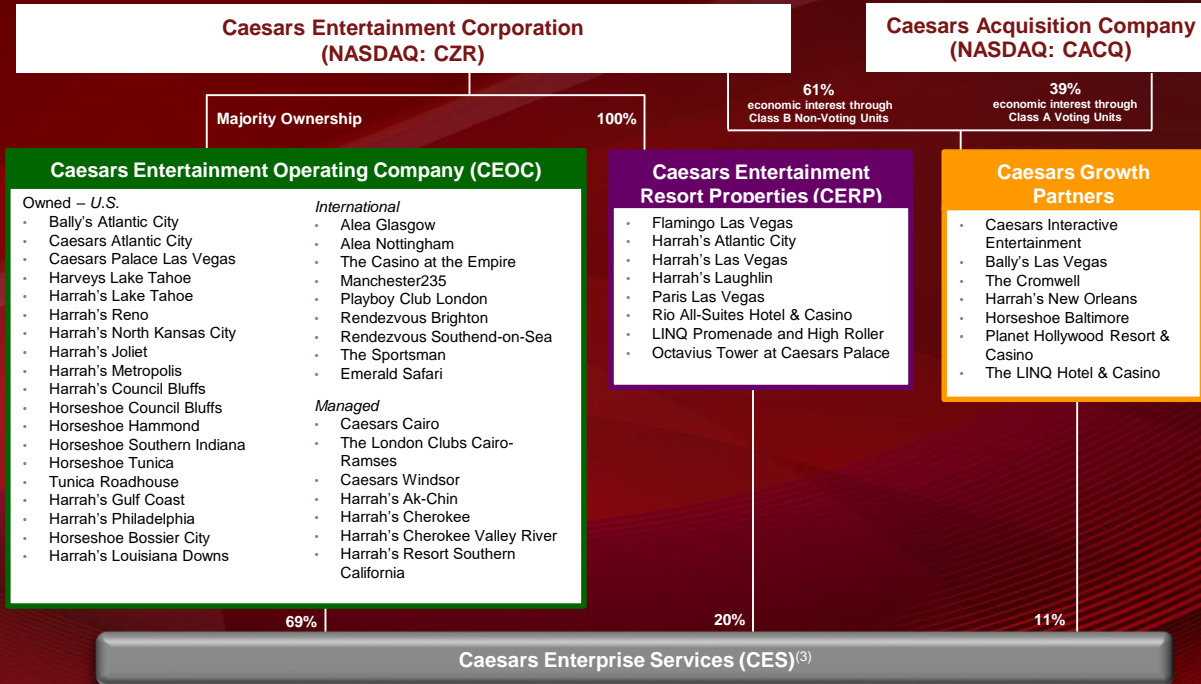 Caesars Entertainment Corporation
(NASDAQ: CZR)
Caesars Acquisition Company
(NASDAQ: CACQ)
Majority Ownership
100%
61%
economic interest through
Class B Non-Voting Units
39%
economic interest through
Class A Voting Units
Caesars Entertainment Operating Company (CEOC)
Owned – U.S.
· Bally's Atlantic City
· Caesars Atlantic City
· Caesars Palace Las Vegas
· Harveys Lake Tahoe
· Harrah's Lake Tahoe
· Harrah's Reno
· Harrah's North Kansas City
· Harrah's Joliet
· Harrah's Metropolis
· Harrah's Council Bluffs
· Horseshoe Council Bluffs
· Horseshoe Hammond
· Horseshoe Southern Indiana
· Horseshoe Tunica
· Tunica Roadhouse
· Harrah's Gulf Coast
· Harrah's Philadelphia
· Horseshoe Bossier City
· Harrah's Louisiana Downs
International
· Alea Glasgow
· Alea Nottingham
· The Casino at the Empire
· Manchester235
· Playboy Club London
· Rendezvous Brighton
· Rendezvous Southend-on-Sea
· The Sportsman
· Emerald Safari
Managed
· Caesars Cairo
· The London Clubs Cairo-
Ramses
· Caesars Windsor
· Harrah's Ak-Chin
· Harrah's Cherokee
· Harrah's Cherokee Valley River
· Harrah's Resort Southern
California
Caesars Entertainment
Resort Properties (CERP)
· Flamingo Las Vegas
· Harrah's Atlantic City
· Harrah's Las Vegas
· Harrah's Laughlin
· Paris Las Vegas
· Rio All-Suites Hotel & Casino
· LINQ Promenade and High Roller
· Octavius Tower at Caesars Palace
Caesars Growth
Partners
· Caesars Interactive
Entertainment
· Bally's Las Vegas
· The Cromwell
· Harrah's New Orleans
· Horseshoe Baltimore
· Planet Hollywood Resort &
Casino
· The LINQ Hotel & Casino
69%
20%
11%
Caesars Enterprise Services (CES)(3)